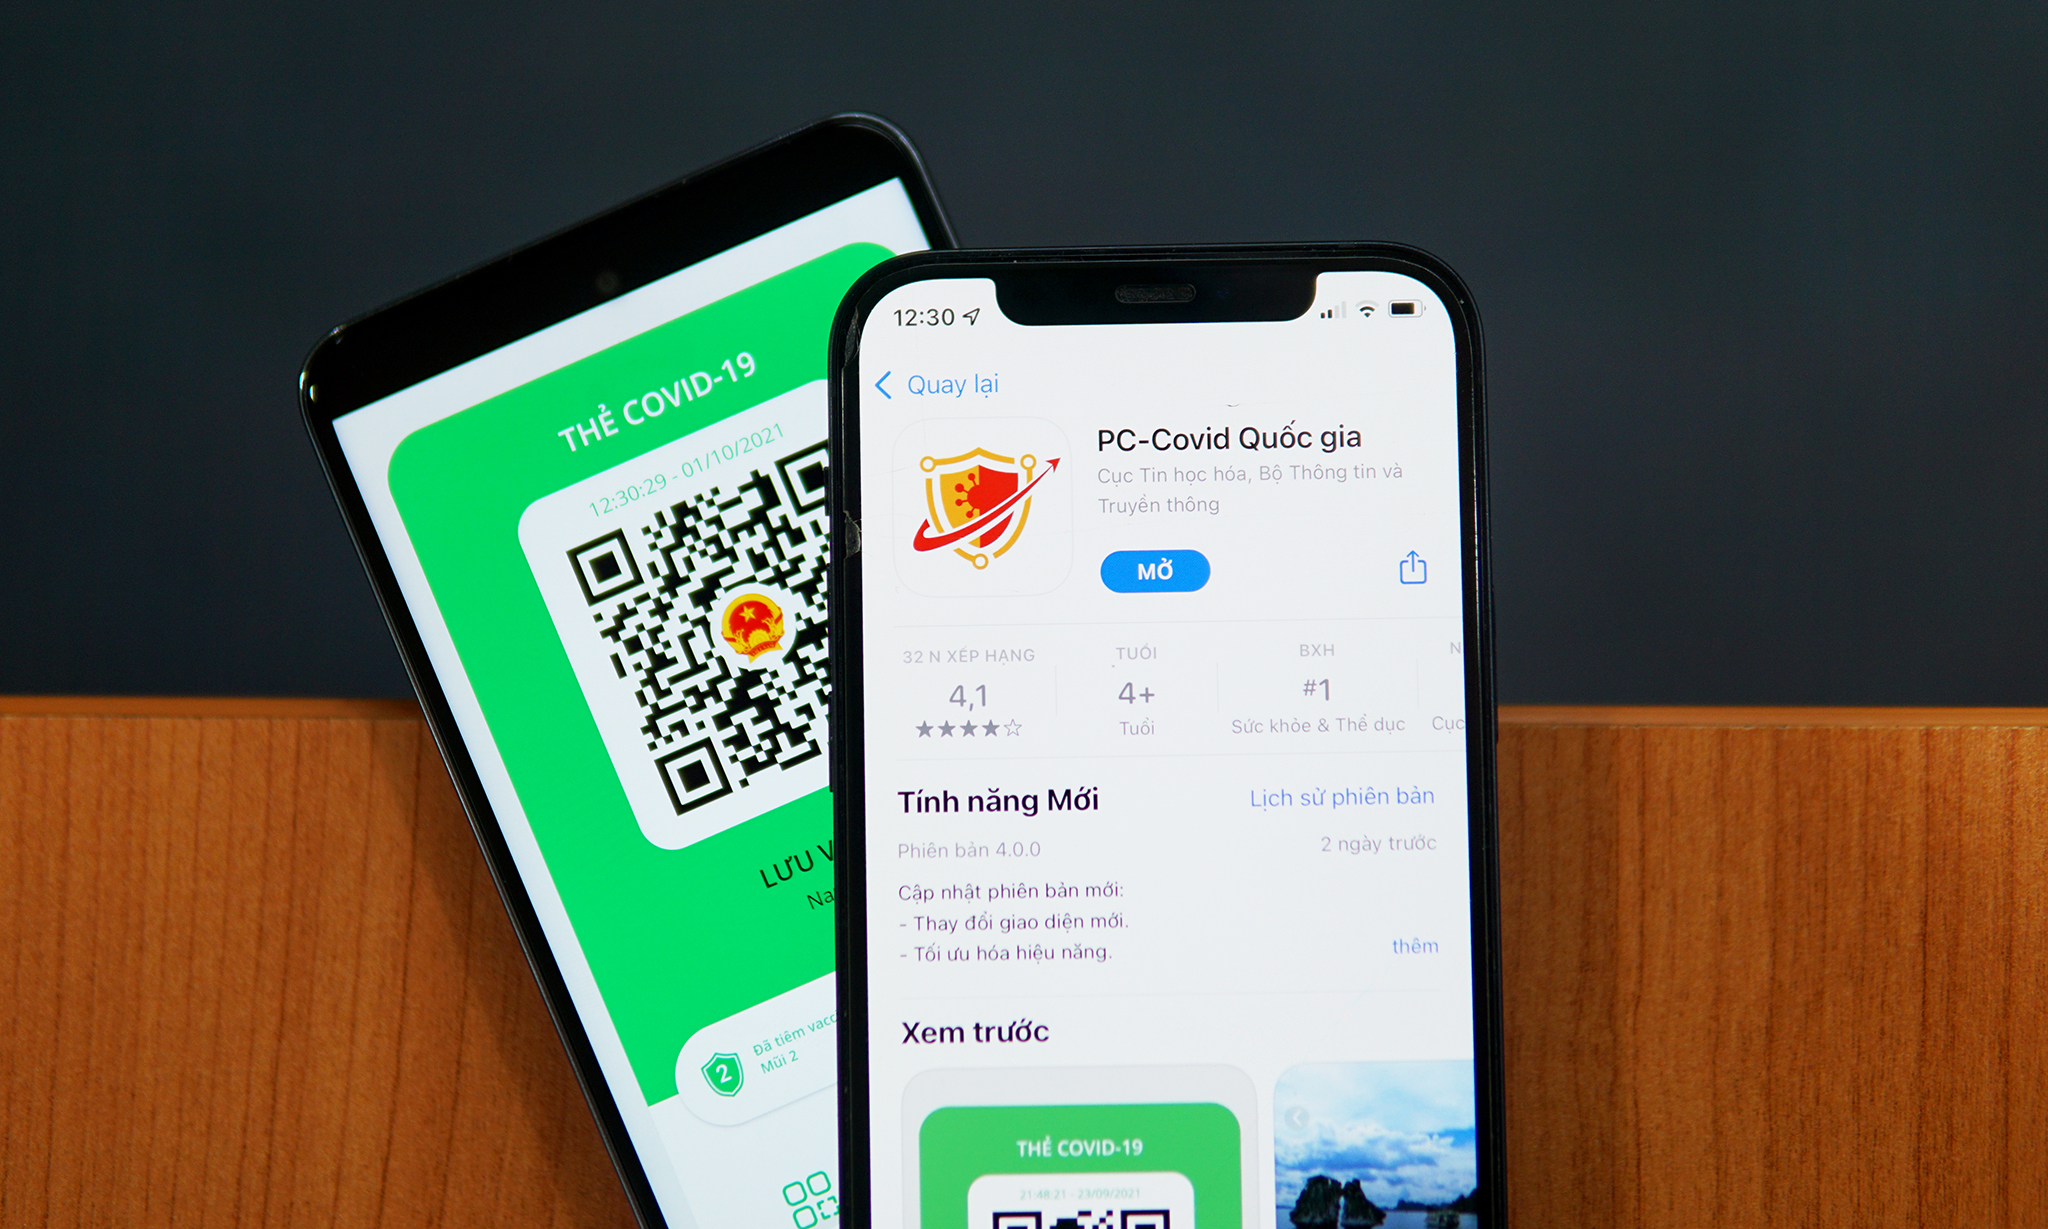 THẺ COVID-19
12:30:29 - 01/10/2021
LƯU
Đã tiêm
Mũi 2
2
12:30
Quay lại
PC-Covid Quốc gia
Cục Tin học hóa, Bộ Thông tin và
Truyền thông
MỞ
32 N XẾP HẠNG
4,1
TUỔI
4+
Tuổi
BXH
#1
Sức khỏe & Thể dục
Cục
Tính năng Mới
Lịch sử phiên bản
Phiên bản 4.0.0
2 ngày trước
Cập nhật phiên bản mới:
- Thay đổi giao diện mới.
- Tối ưu hóa hiệu năng.
thêm
Xem trước
THẺ COVID-19
21:48:21 - 23/09/2021